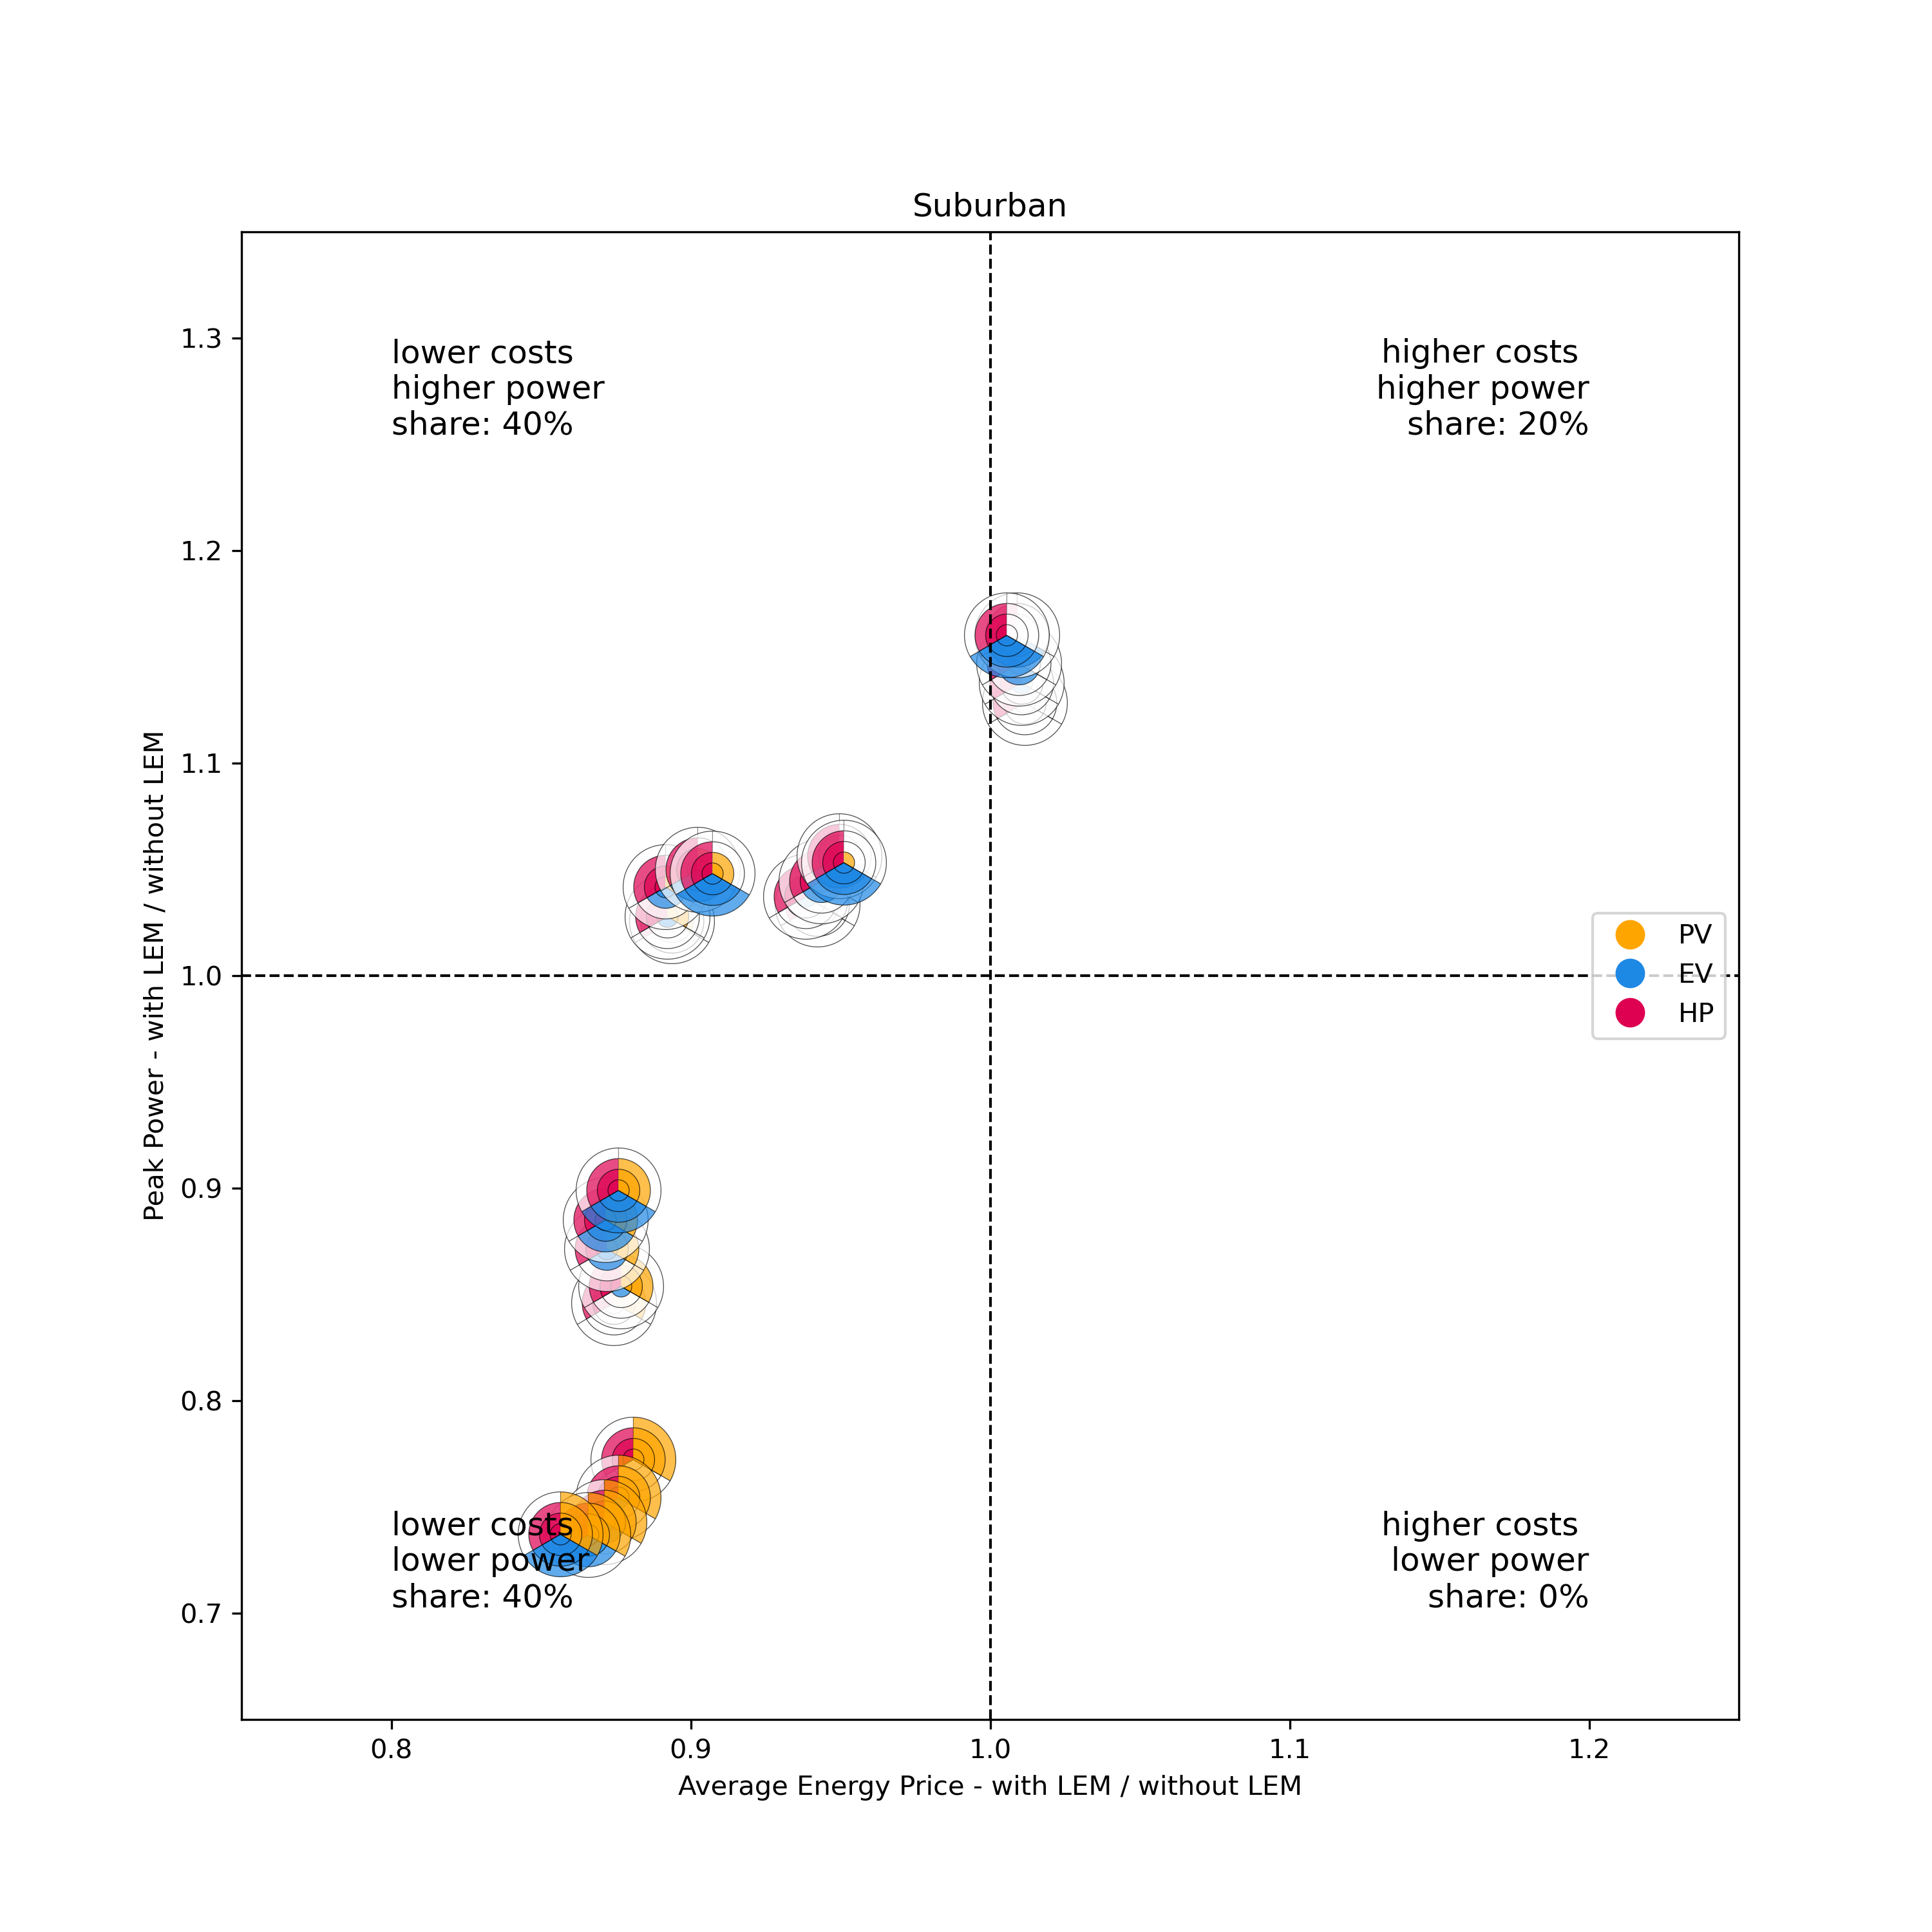 Suburban
1.3
1.2
1.1
1.0
0.9
0.8
0.7
Peak Power - with LEM / without LEM
lower costs
higher power
share: 40%
higher costs
higher power
share: 20%
PV
EV
HP
lower costs
lower power
share: 40%
higher costs
lower power
share: 0%
0.8
0.9
1.0
1.1
1.2
Average Energy Price - with LEM / without LEM